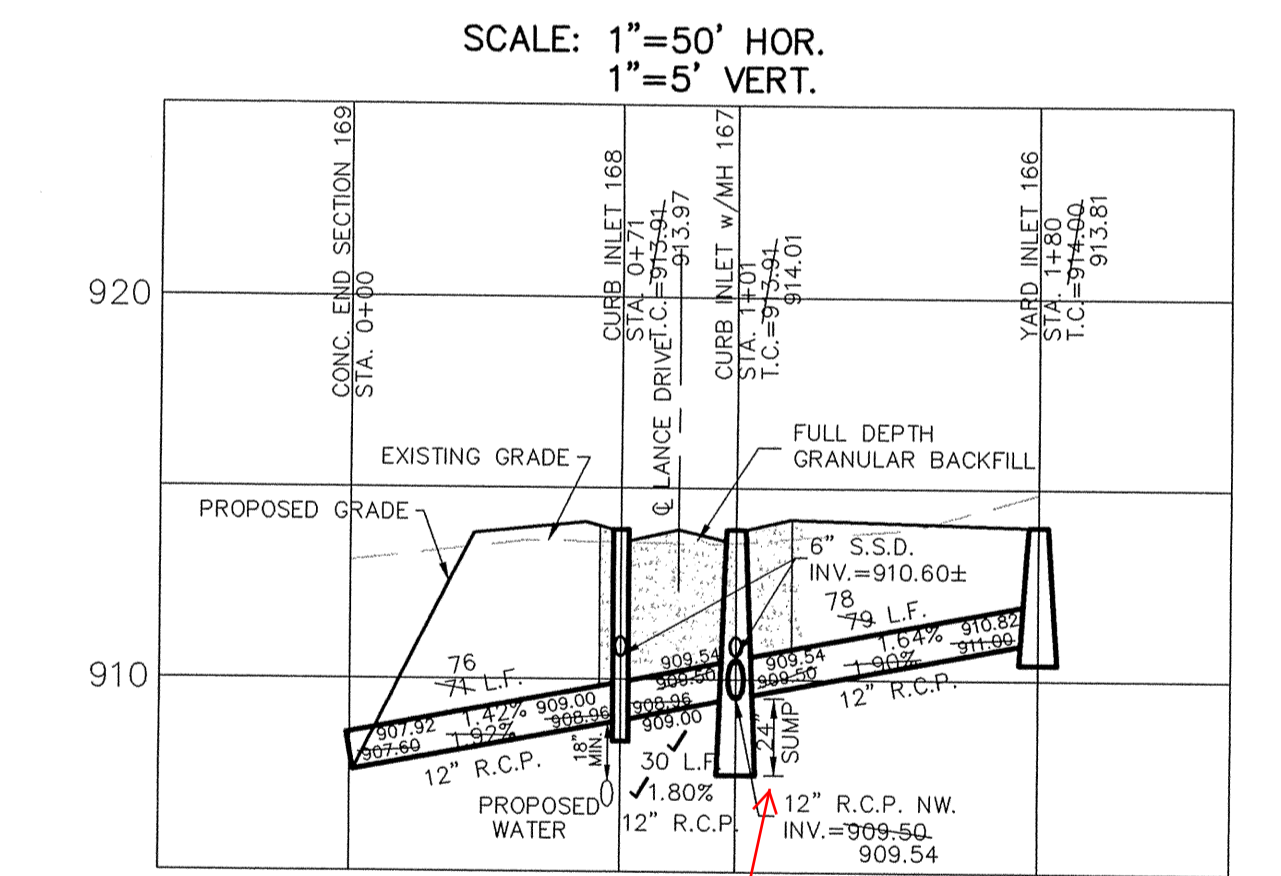 SCALE: 1"=50' HOR.
1"=5' VERT.
CONC. END SECTION 169
STA. 0+00
CURB INLET 168
STA. 0+71
T.C.=913.91
913.97
℄ LANCE DRIVE
CURB INLET w/MH 167
STA. 1+01
T.C.=913.91
914.01
YARD INLET 166
STA. 1+80
T.C.=914.00
913.81
920
EXISTING GRADE
FULL DEPTH
GRANULAR BACKFILL
PROPOSED GRADE
6" S.S.D.
INV.=910.60±
78
79 L.F.
1.64%
1.90%
12" R.C.P.
910.82
911.00
910
76
71 L.F.
1.42%
1.92%
12" R.C.P.
907.92
907.60
909.00
908.96
909.54
909.50
908.96
909.00
909.54
909.50
18"
MIN.
30 L.F.
✓1.80%
12" R.C.P.
24"
SUMP
PROPOSED
WATER
12" R.C.P. NW.
INV.=909.50
909.54